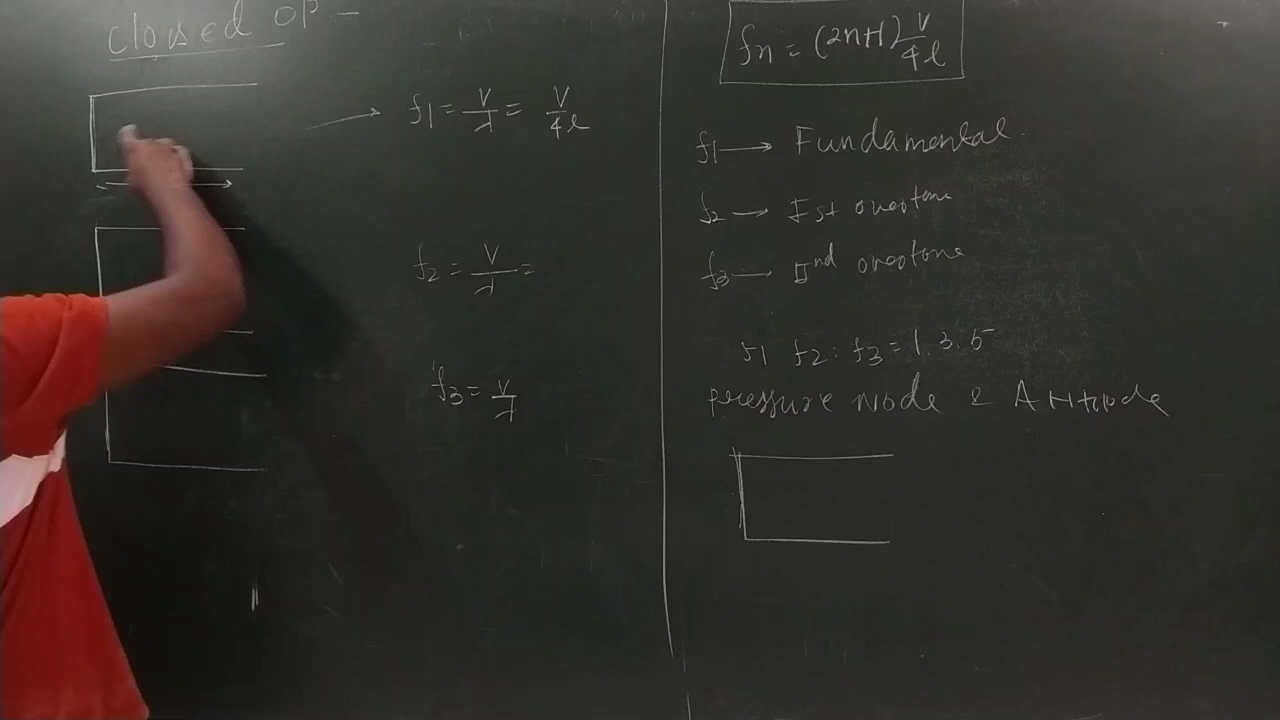 closed OP -
f1 = V/λ = V/4l
f2 = V/λ =
f3 = V/λ
fn = (2n+1) V/4l
f1 → Fundamental
f2 — Ist overtone
f3 — IInd overtone
f1 f2 : f3 = 1. 3. 5
pressure Node & Antinode